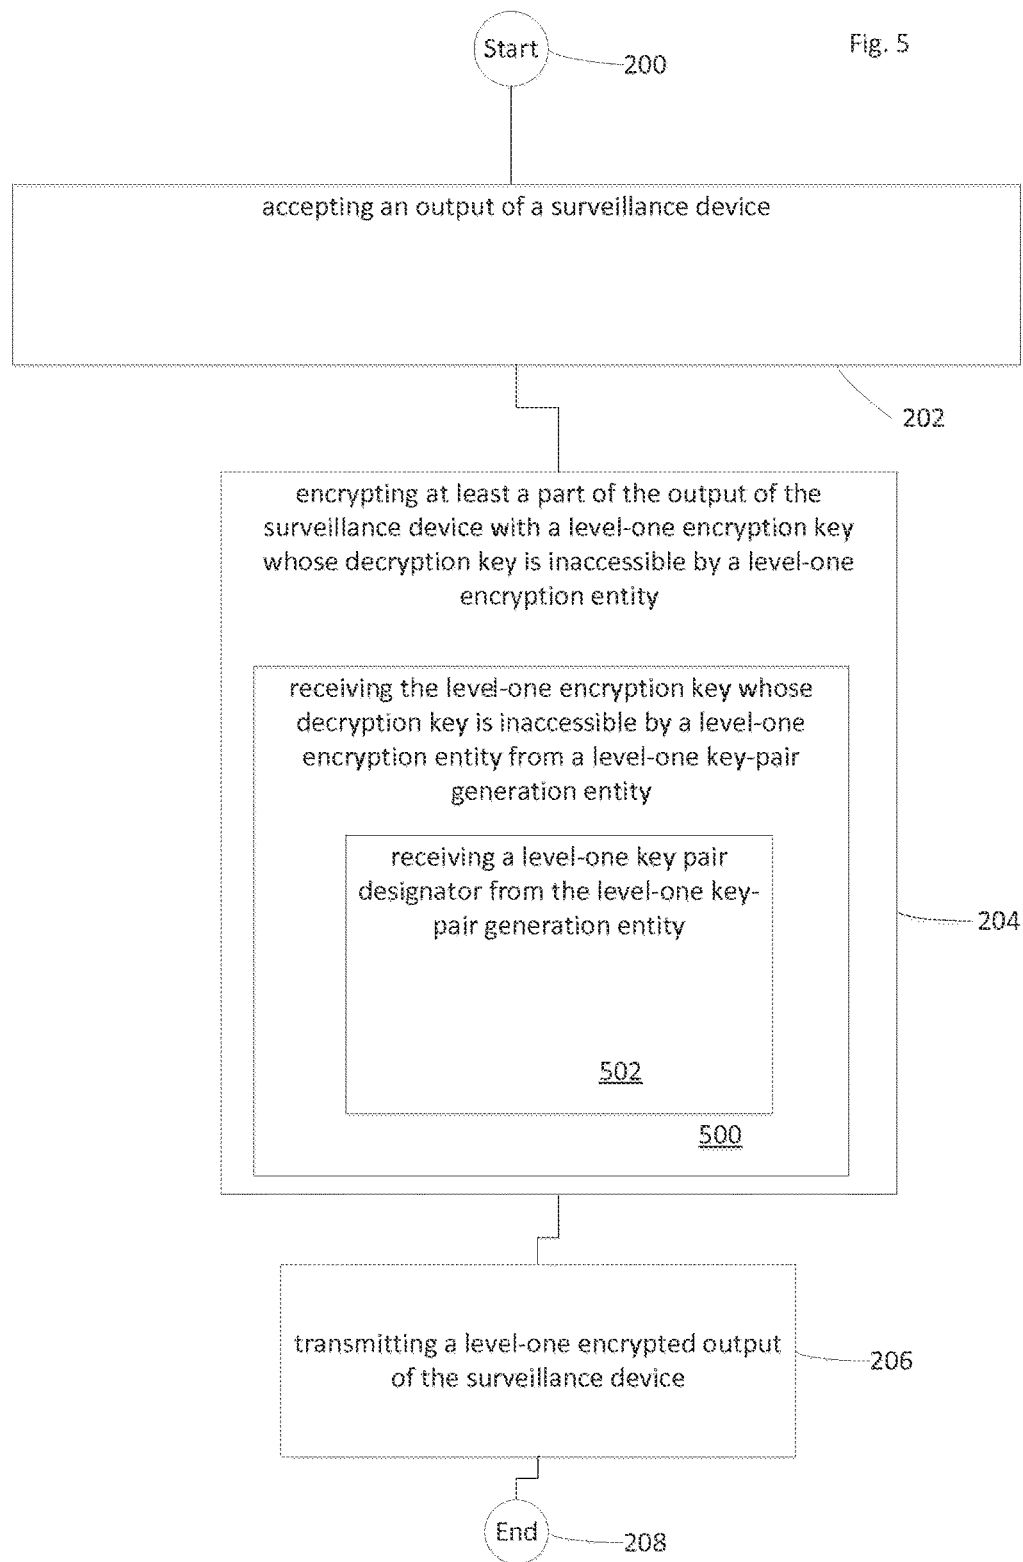 Start
200
Fig. 5
accepting an output of a surveillance device
202
encrypting at least a part of the output of the
surveillance device with a level-one encryption key
whose decryption key is inaccessible by a level-one
encryption entity
receiving the level-one encryption key whose
decryption key is inaccessible by a level-one
encryption entity from a level-one key-pair
generation entity
receiving a level-one key pair
designator from the level-one key-
pair generation entity
204
502
500
transmitting a level-one encrypted output
of the surveillance device
206
End
208